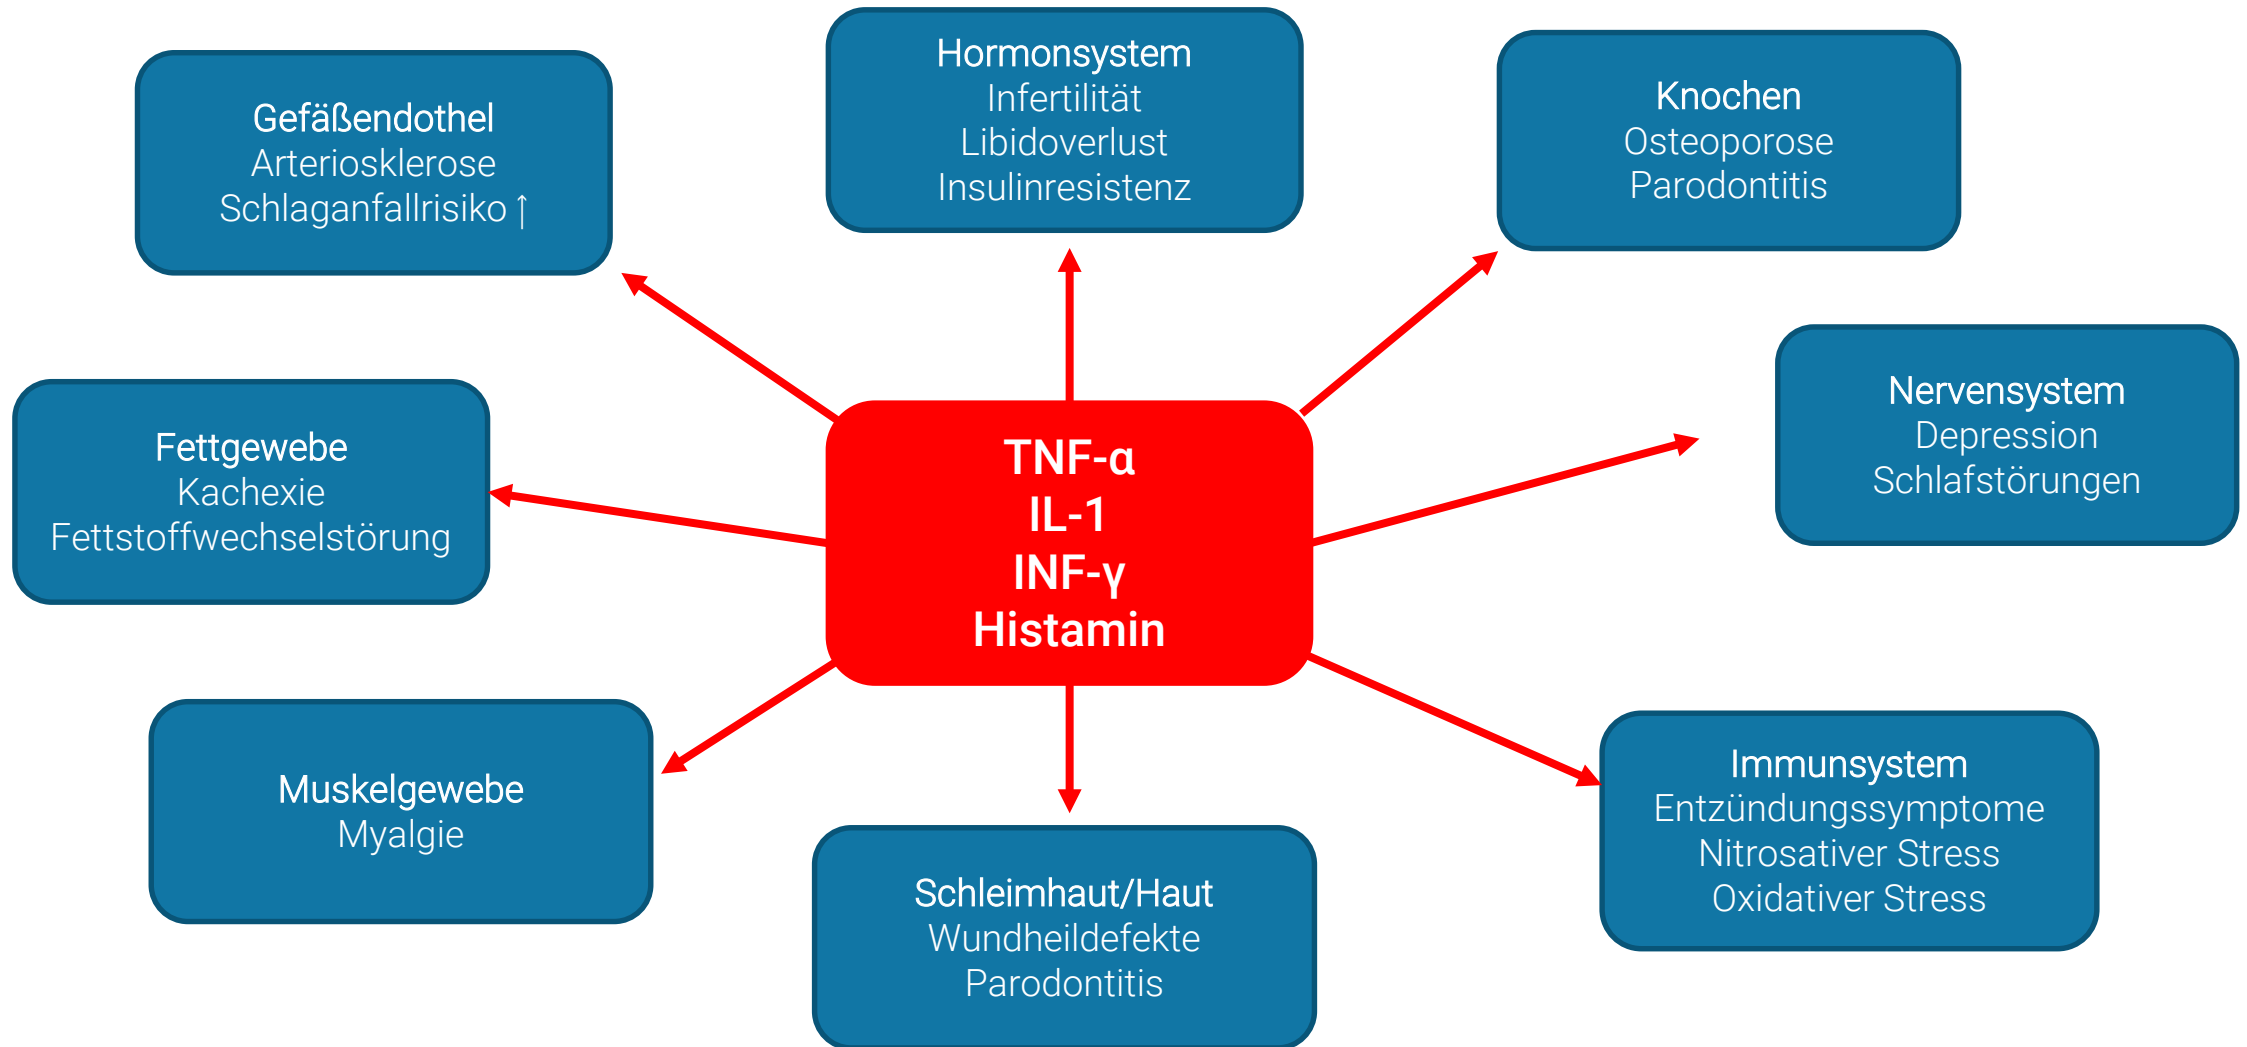 Gefäßendothel
Arteriosklerose
Schlaganfallrisiko ↑
Hormonsystem
Infertilität
Libidoverlust
Insulinresistenz
Knochen
Osteoporose
Parodontitis
Fettgewebe
Kachexie
Fettstoffwechselstörung
TNF-α
IL-1
INF-γ
Histamin
Nervensystem
Depression
Schlafstörungen
Muskelgewebe
Myalgie
Schleimhaut/Haut
Wundheildefekte
Parodontitis
Immunsystem
Entzündungssymptome
Nitrosativer Stress
Oxidativer Stress